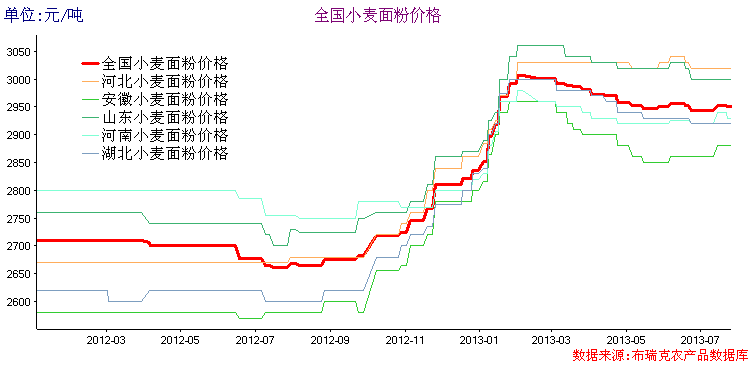 单位:元/吨
全国小麦面粉价格
全国小麦面粉价格
河北小麦面粉价格
安徽小麦面粉价格
山东小麦面粉价格
河南小麦面粉价格
湖北小麦面粉价格
3050
3000
2950
2900
2850
2800
2750
2700
2650
2600
2012-03 2012-05 2012-07 2012-09 2012-11 2013-01 2013-03 2013-05 2013-07
数据来源:布瑞克农产品数据库